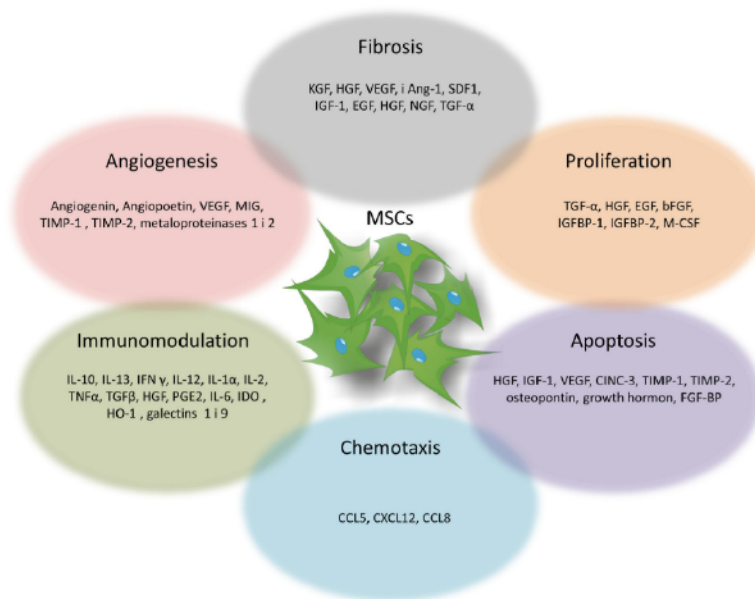 Fibrosis
KGF, HGF, VEGF, i Ang-1, SDF1,
IGF-1, EGF, HGF, NGF, TGF-α
Angiogenesis
Angiogenin, Angiopoetin, VEGF, MIG,
TIMP-1 , TIMP-2, metaloproteinases 1 i 2
Proliferation
TGF-α, HGF, EGF, bFGF,
IGFBP-1, IGFBP-2, M-CSF
MSCs
Immunomodulation
IL-10, IL-13, IFN γ, IL-12, IL-1α, IL-2,
TNFα, TGFβ, HGF, PGE2, IL-6, IDO ,
HO-1 , galectins 1 i 9
Apoptosis
HGF, IGF-1, VEGF, CINC-3, TIMP-1, TIMP-2,
osteopontin, growth hormon, FGF-BP
Chemotaxis
CCL5, CXCL12, CCL8